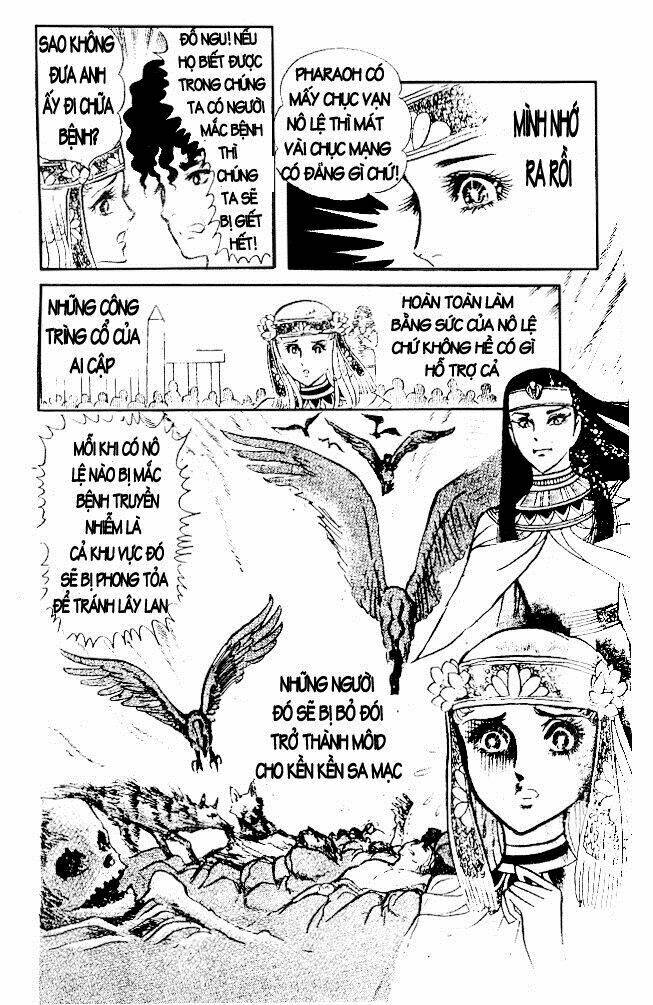 SAO KHÔNG
ĐƯA ANH
ẤY ĐI CHỮA
BỆNH?
ĐỒ NGU! NẾU
HỌ BIẾT ĐƯỢC
TRONG CHÚNG
TA CÓ NGƯỜI
MẮC BỆNH
THÌ
CHÚNG
TA SẼ
BỊ GIẾT
HẾT!
PHARAOH CÓ
MẤY CHỤC VẠN
NÔ LỆ THÌ MÁT
VÀI CHỤC MẠNG
CÓ ĐÁNG GÌ CHỨ!
MÌNH NHỚ
RA RỒI
NHỮNG CÔNG
TRÌNG CỔ CỦA
AI CẬP
HOÀN TOÀN LÀM
BẰNG SỨC CỦA NÔ LỆ
CHỨ KHÔNG HỀ CÓ GÌ
HỔ TRỢ CẢ
MỖI KHI CÓ NÔ
LỆ NÀO BỊ MẮC
BỆNH TRUYỀN
NHIỄM LÀ
CẢ KHU VỰC ĐÓ
SẼ BỊ PHONG TỎA
ĐỂ TRÁNH LÂY LAN
NHỮNG NGƯỜI
ĐÓ SẼ BỊ BỎ ĐÓI
TRỞ THÀNH MÔID
CHO KỀN KỀN SA MẠC